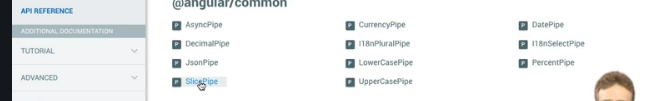 @angular/common
API REFERENCE
ADDITIONAL DOCUMENTATION
TUTORIAL
ADVANCED
P AsyncPipe P CurrencyPipe P DatePipe
P DecimalPipe P I18nPluralPipe P I18nSelectPipe
P JsonPipe P LowerCasePipe P PercentPipe
P SlicePipe P UpperCasePipe